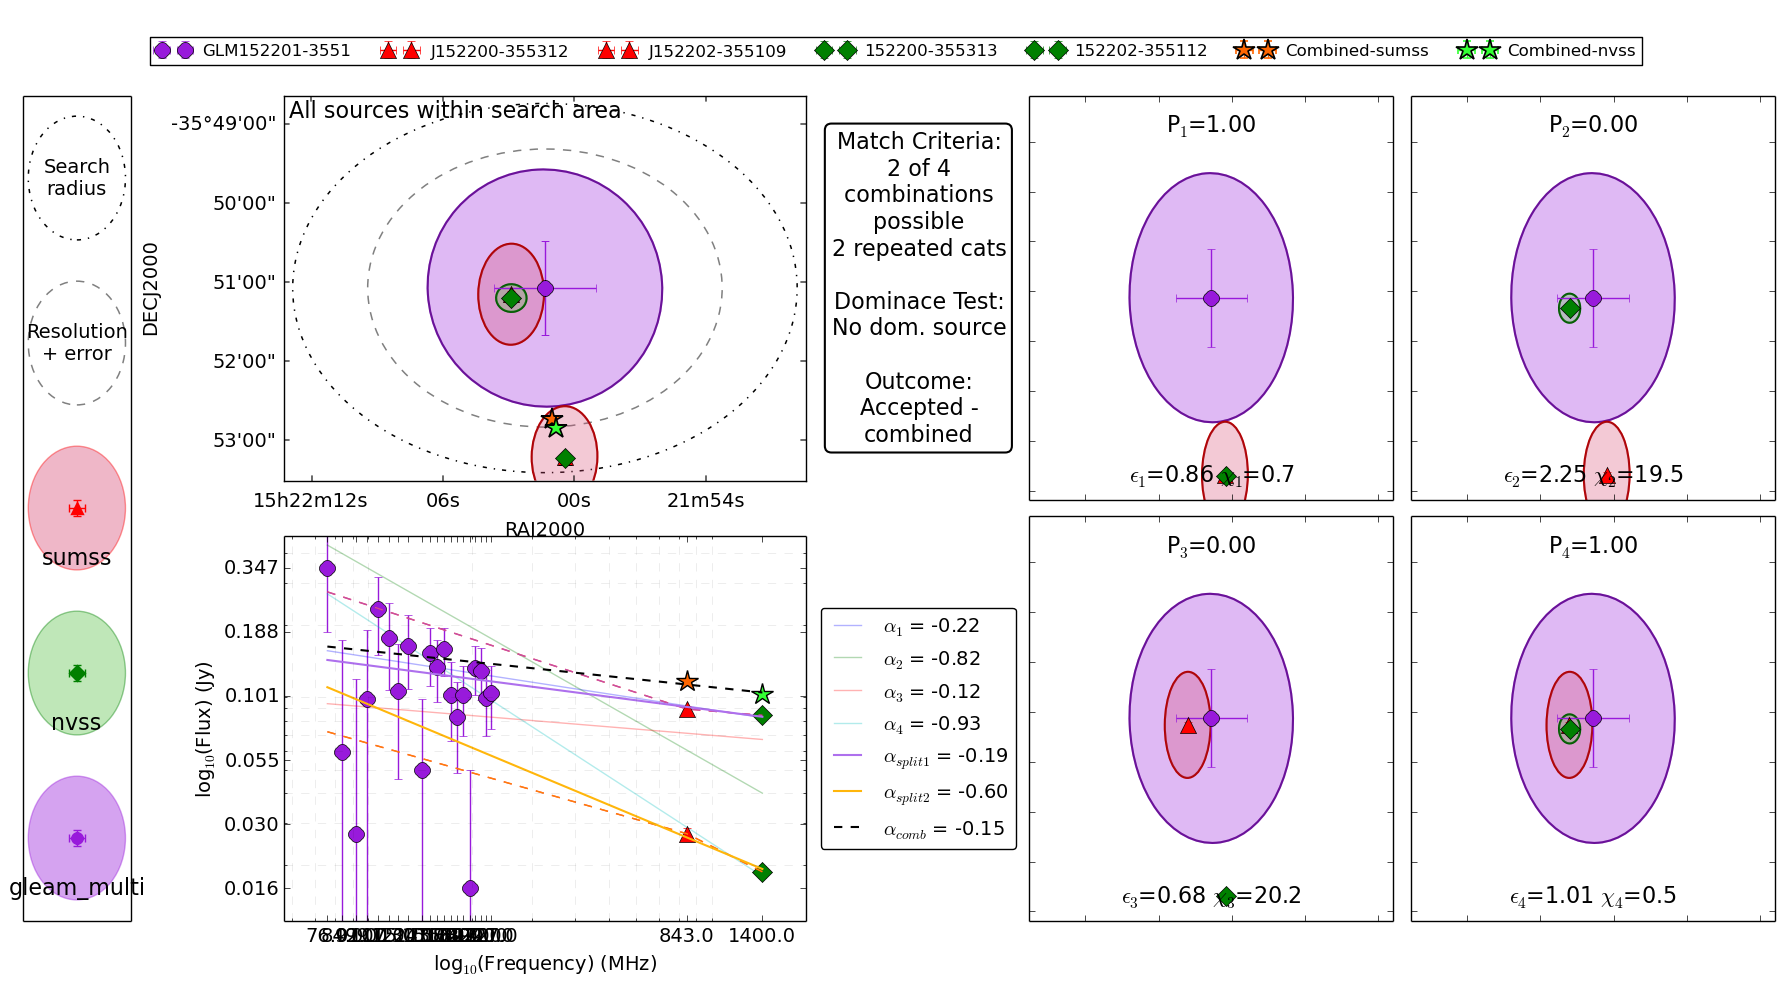 GLM152201-3551 J152200-355312 J152202-355109 152200-355313 152202-355112 Combined-sumss Combined-nvss
Search
radius
Resolution
+ error
sumss
nvss
gleam_multi
All sources within search area
-35°49'00"
50'00"
51'00"
52'00"
53'00"
DECJ2000
15h22m12s 06s 00s 21m54s
RAJ2000
Match Criteria:
2 of 4
combinations
possible
2 repeated cats
Dominace Test:
No dom. source
Outcome:
Accepted -
combined
P1=1.00
ϵ1=0.86 χ1=0.7
P2=0.00
ϵ2=2.25 χ2=19.5
P3=0.00
ϵ3=0.68 χ3=20.2
P4=1.00
ϵ4=1.01 χ4=0.5
0.347
0.188
0.101
0.055
0.030
0.016
log10(Flux) (Jy)
843.0 1400.0
log10(Frequency) (MHz)
α1 = -0.22
α2 = -0.82
α3 = -0.12
α4 = -0.93
αsplit1 = -0.19
αsplit2 = -0.60
αcomb = -0.15